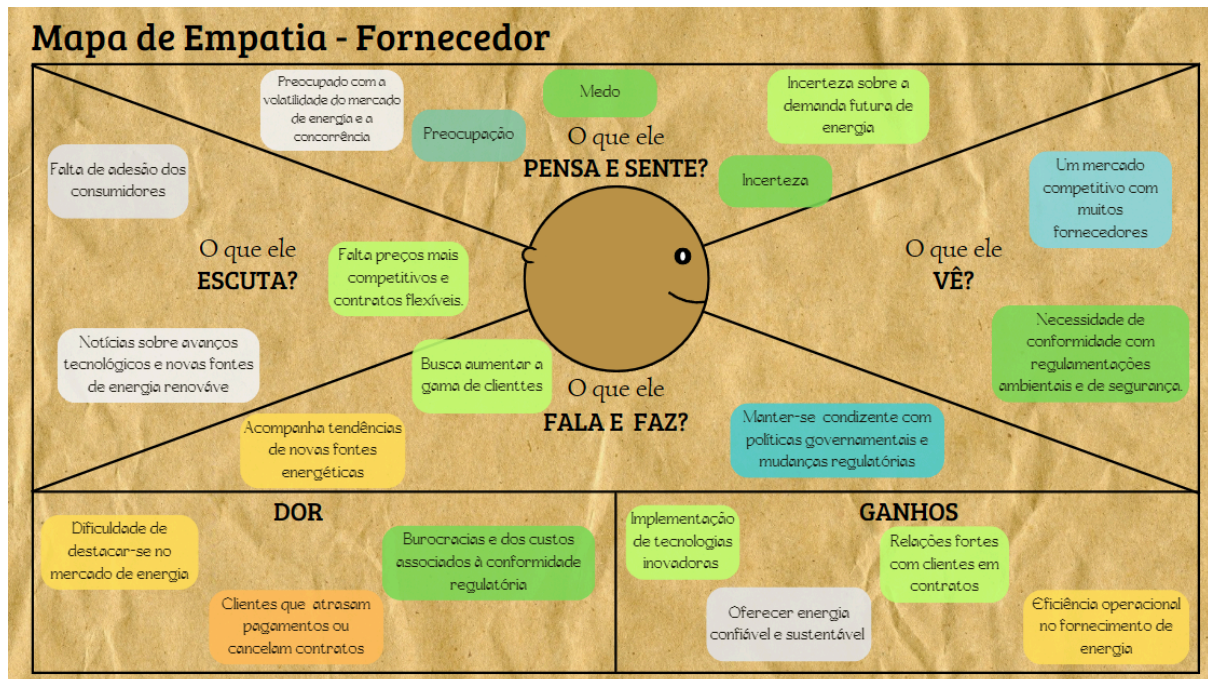 Mapa de Empatia - Fornecedor
Preocupado com a
volatilidade do mercado
de energia e a
concorrência
Preocupação
Medo
O que ele
PENSA E SENTE?
Incerteza sobre a
demanda futura de
energia
Incerteza
Falta de adesão dos
consumidores
O que ele
ESCUTA?
Falta preços mais
competitivos e
contratos flexíveis.
Notícias sobre avanços
tecnológicos e novas fontes
de energia renováve
O que ele
VÊ?
Um mercado
competitivo com
muitos
fornecedores
Necessidade de
conformidade com
regulamentações
ambientais e de segurança.
Busca aumentar a
gama de clienttes
O que ele
FALA E FAZ?
Acompanha tendências
de novas fontes
energéticas
Manter-se condizente com
políticas governamentais e
mudanças regulatórias
DOR
Dificuldade de
destacar-se no
mercado de energia
Clientes que atrasam
pagamentos ou
cancelam contratos
Burocracias e dos custos
associados à conformidade
regulatória
GANHOS
Implementação
de tecnologias
inovadoras
Relações fortes
com clientes em
contratos
Oferecer energia
confiável e sustentável
Eficiência operacional
no fornecimento de
energia